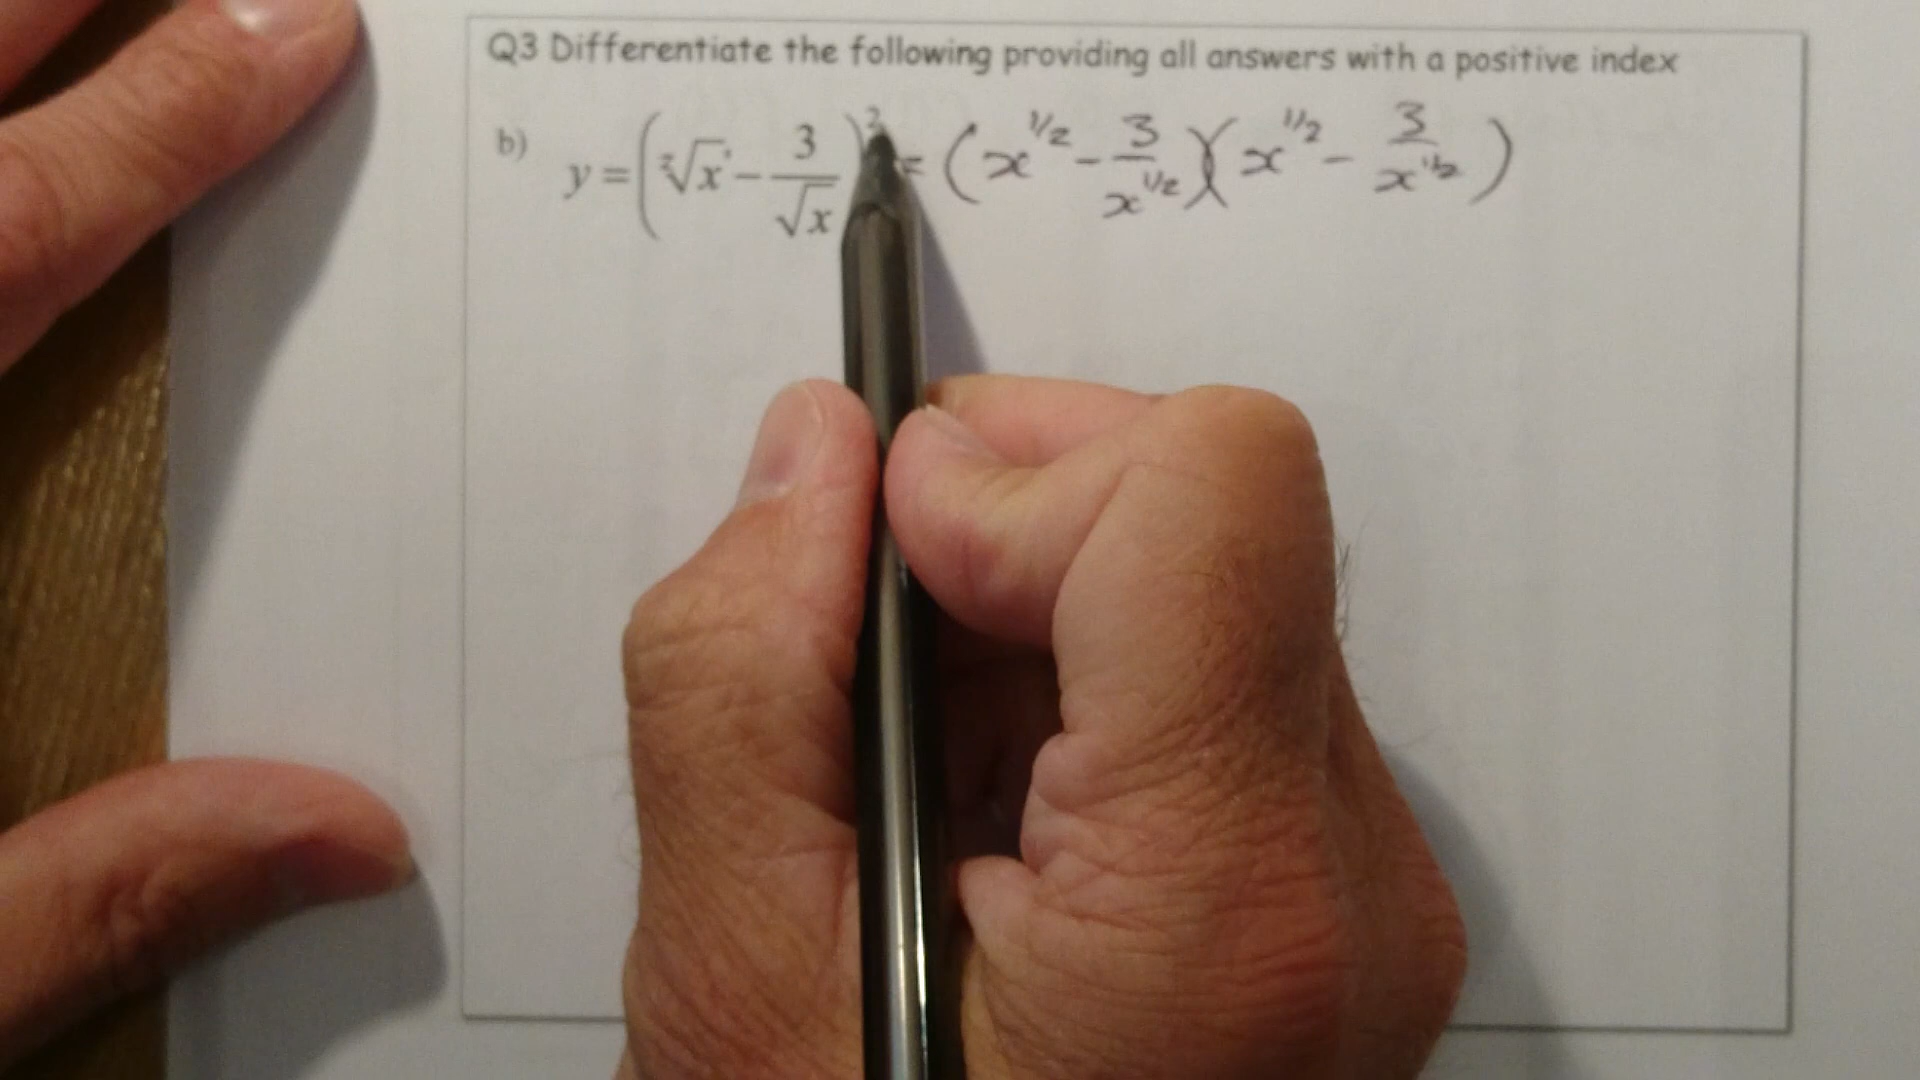 Q3 Differentiate the following providing all answers with a positive index
b) y = (²√x - 3/√x)² = (x^1/2 - 3/x^1/2)(x^1/2 - 3/x^1/2)